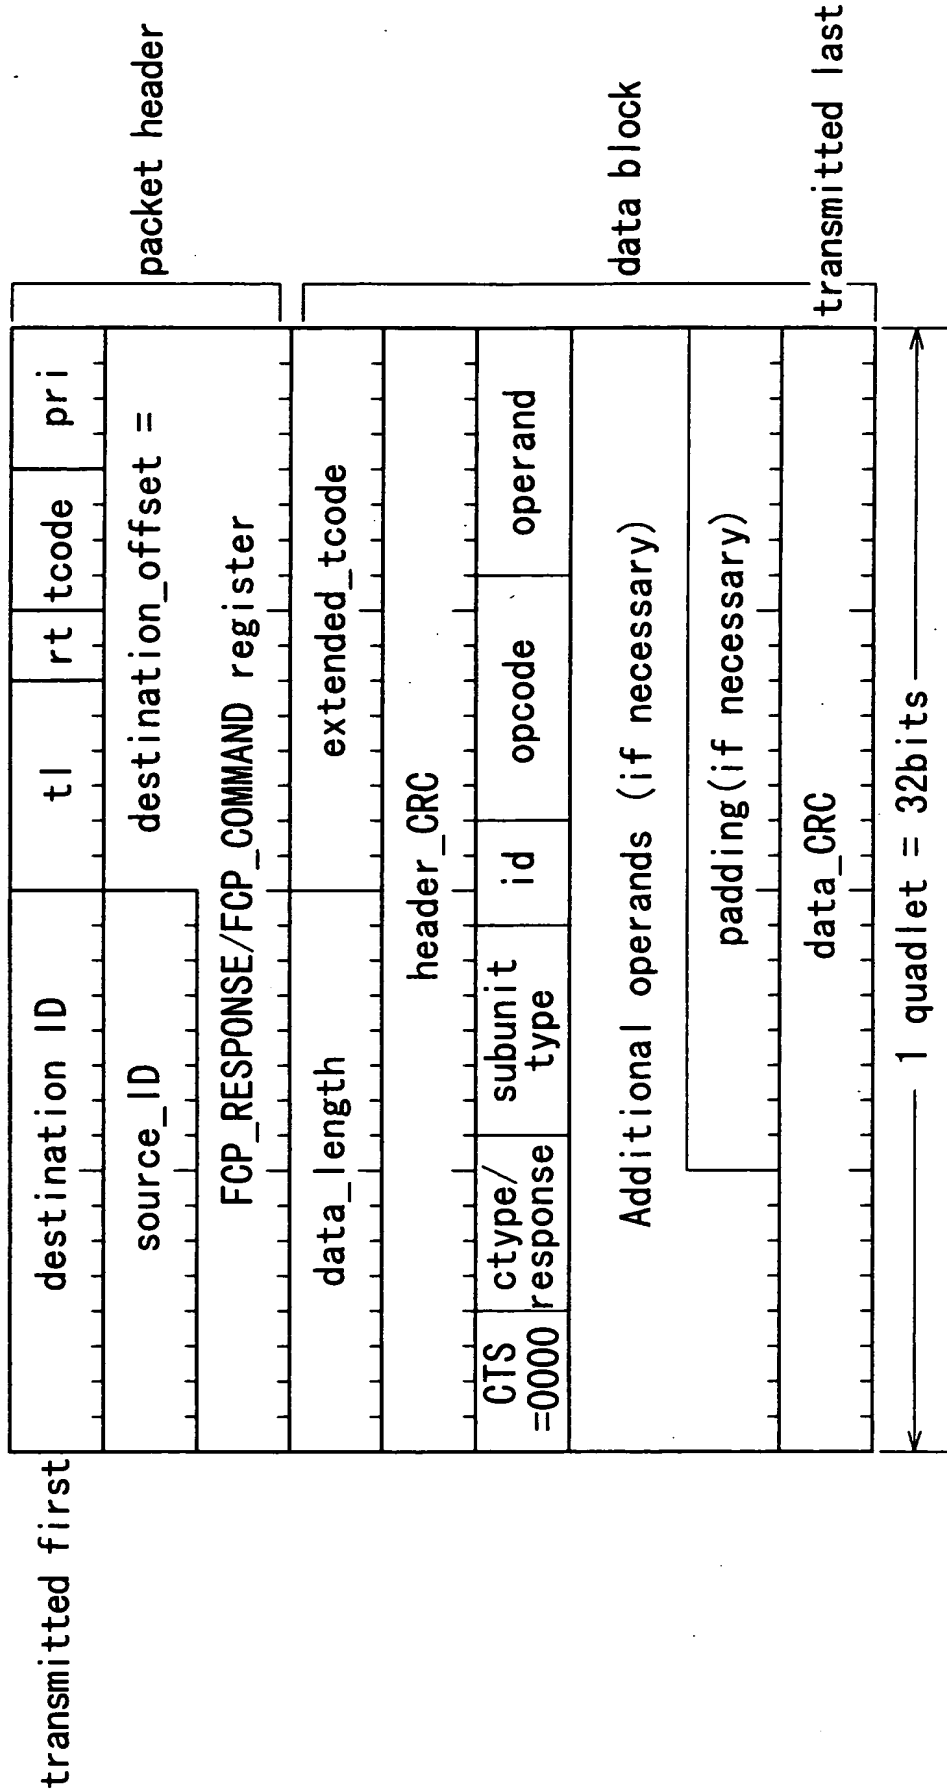 transmitted first
destination ID tl rt tcode pri
source_ID destination_offset =
FCP_RESPONSE/FCP_COMMAND register
packet header
data_length extended_tcode
header_CRC
CTS
=0000
ctype/
response
subunit
type
id
opcode
operand
Additional operands (if necessary)
padding(if necessary)
data_CRC
data block
transmitted last
1 quadlet = 32bits